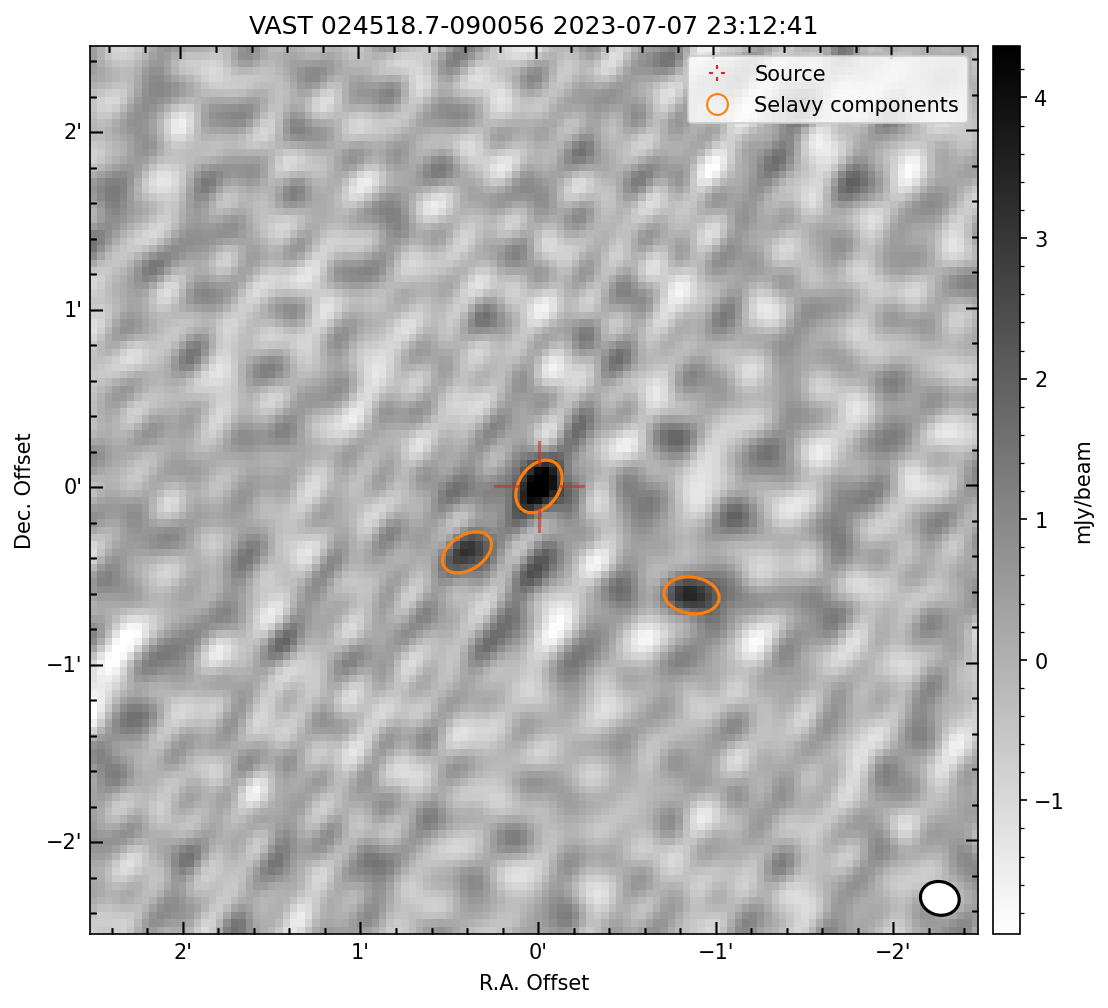 VAST 024518.7-090056 2023-07-07 23:12:41
Source
Selavy components
2'
1'
0'
−1'
−2'
Dec. Offset
2'
1'
0'
−1'
−2'
R.A. Offset
4
3
2
1
0
−1
mJy/beam